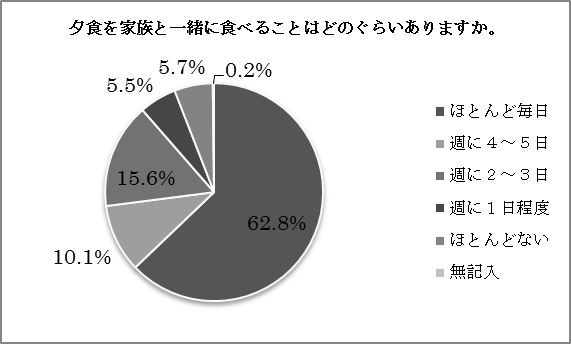 夕食を家族と一緒に食べることはどのぐらいありますか。
5.5%
5.7%
0.2%
15.6%
62.8%
10.1%
ほとんど毎日
週に４～５日
週に２～３日
週に１日程度
ほとんどない
無記入